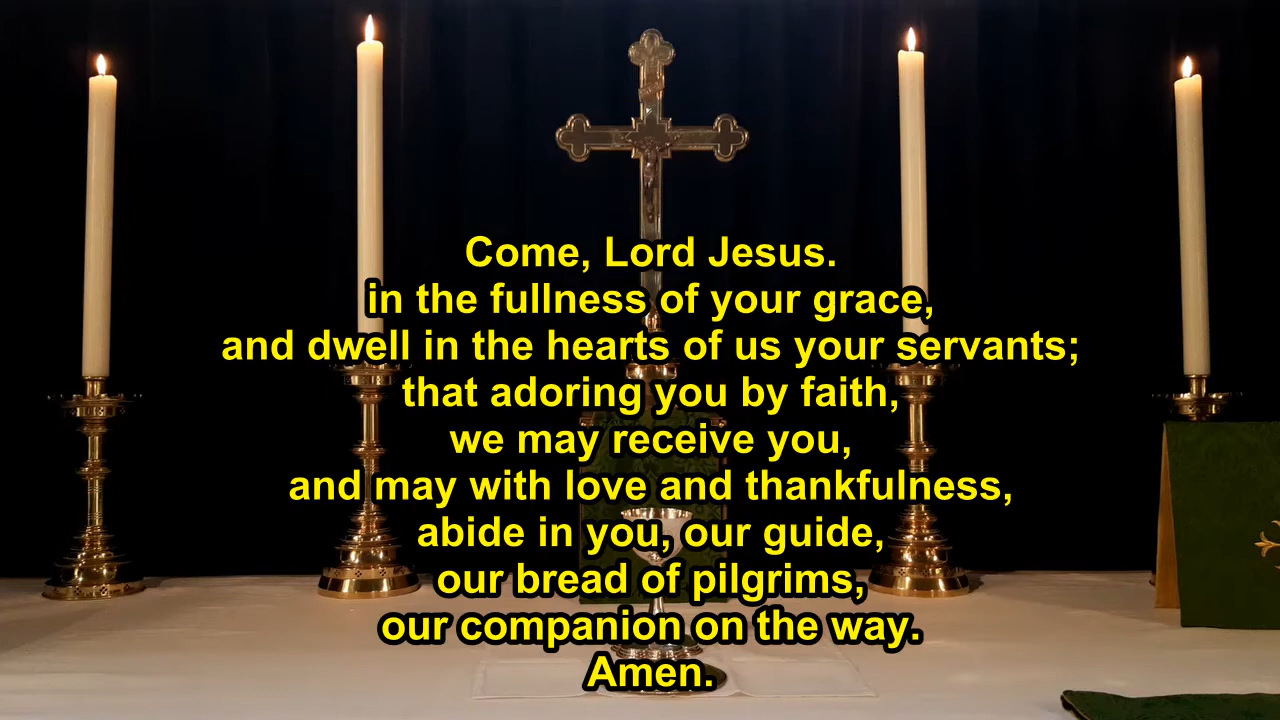 Come, Lord Jesus.
in the fullness of your grace,
and dwell in the hearts of us your servants;
that adoring you by faith,
we may receive you,
and may with love and thankfulness,
abide in you, our guide,
our bread of pilgrims,
our companion on the way.
Amen.